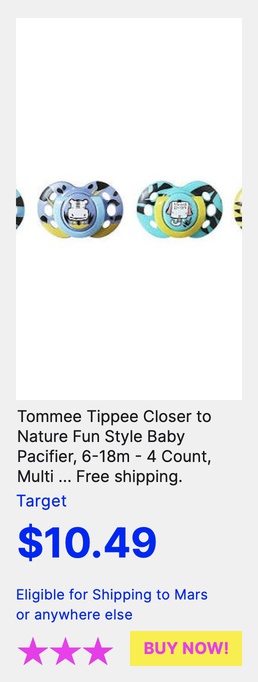 Tommee Tippee Closer to
Nature Fun Style Baby
Pacifier, 6-18m - 4 Count,
Multi ... Free shipping.
Target
$10.49
Eligible for Shipping to Mars
or anywhere else
BUY NOW!